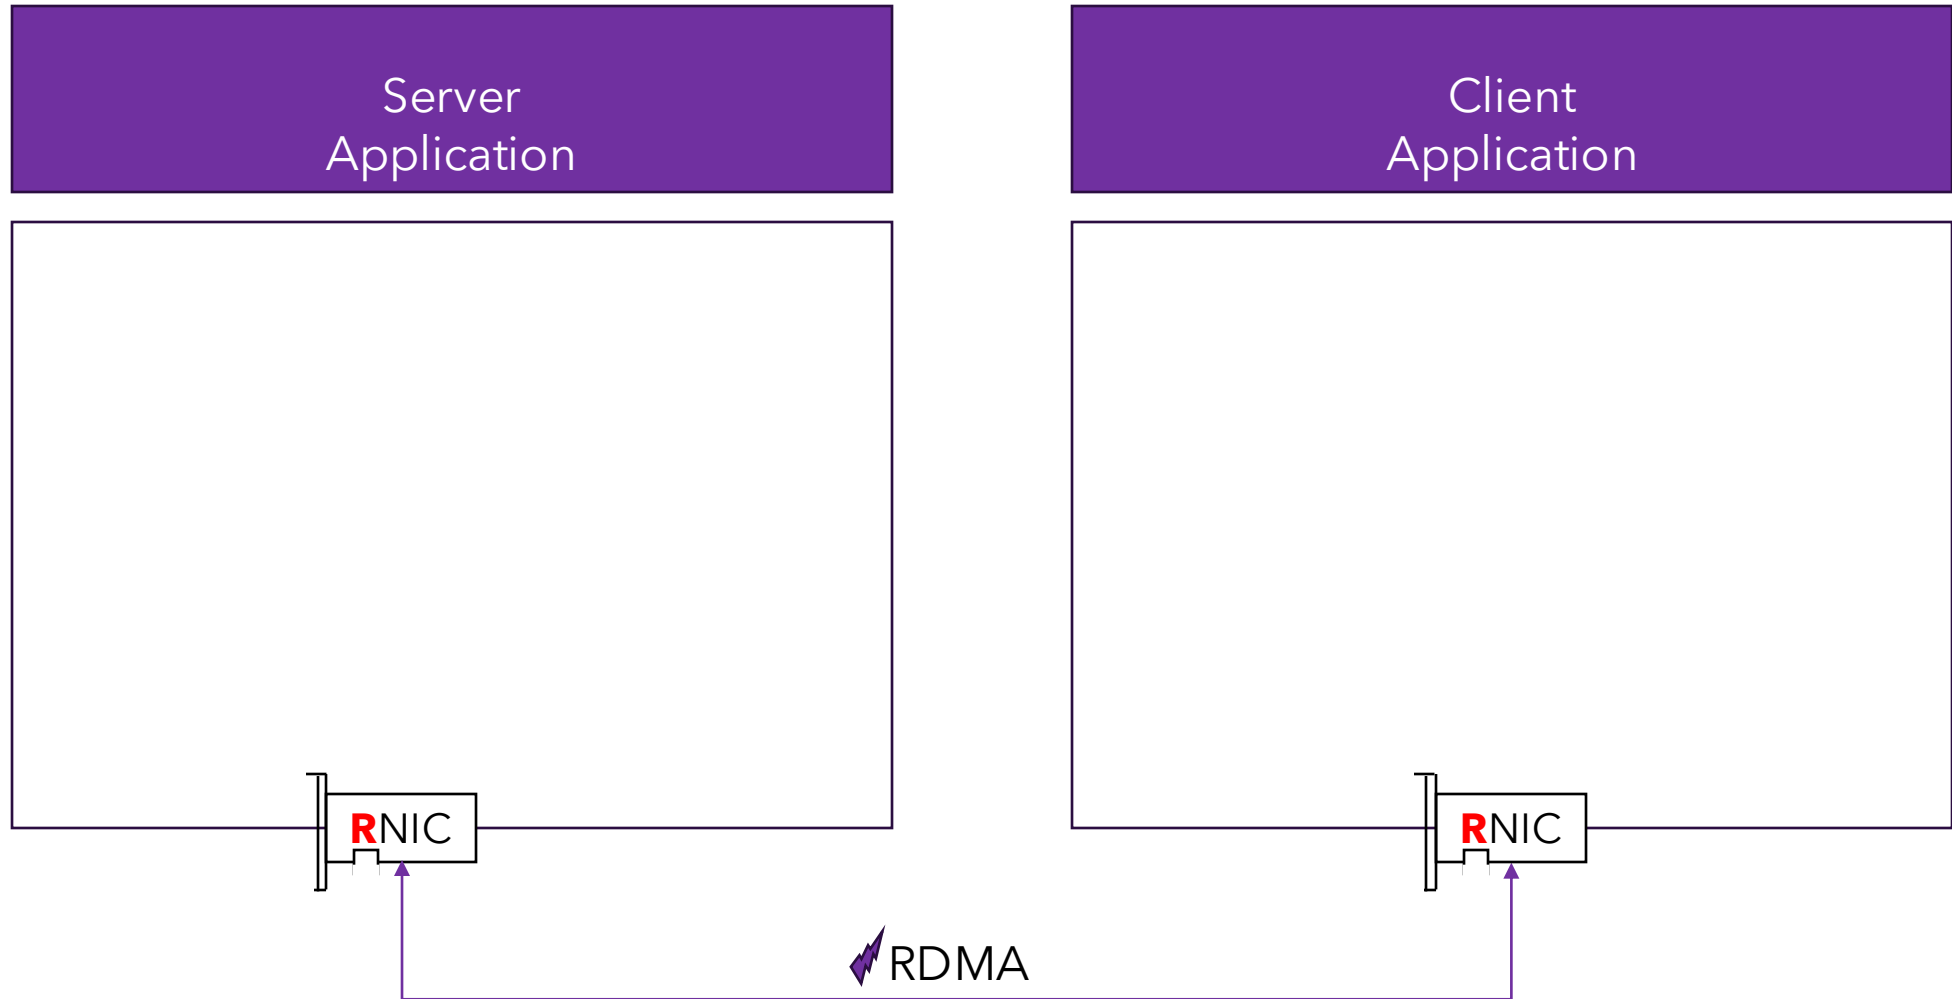 Server
Application
Client
Application
RNIC
RNIC
RDMA